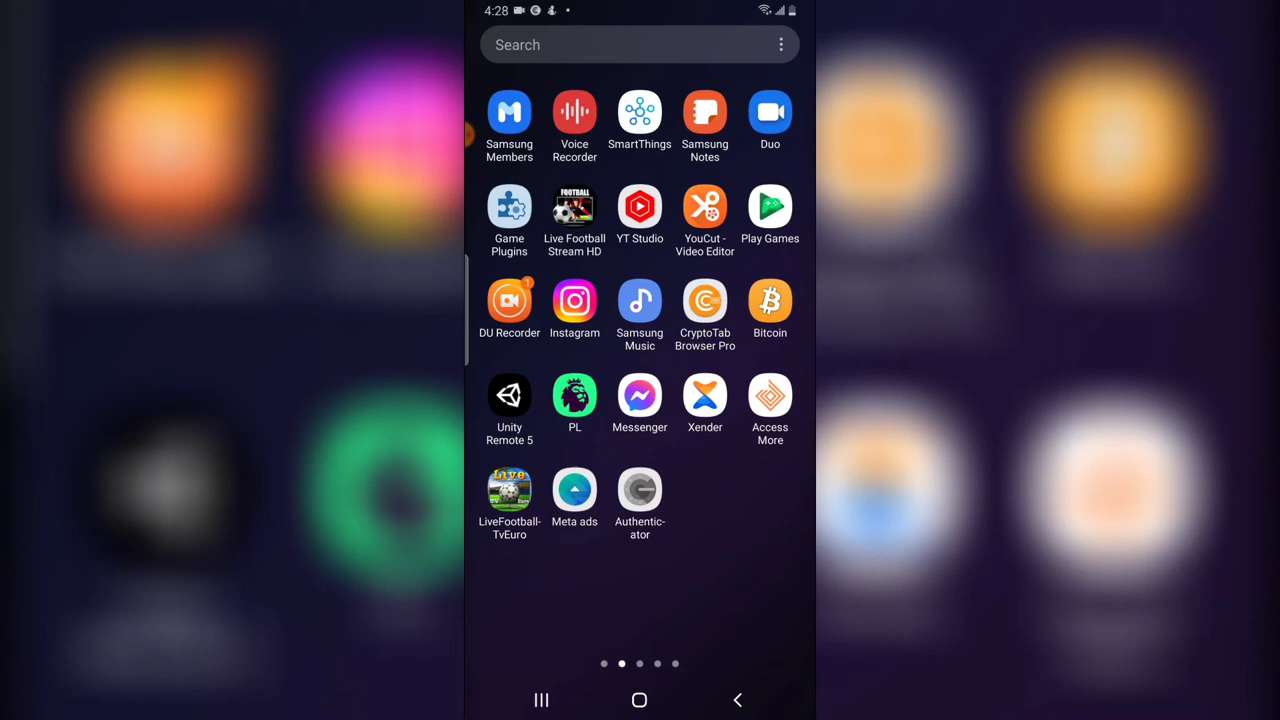 4:28
Search
Samsung Members
Voice Recorder
SmartThings
Samsung Notes
Duo
Game Plugins
FOOTBALL
Live Football Stream HD
YT Studio
YouCut - Video Editor
Play Games
1
DU Recorder
Instagram
Samsung Music
CryptoTab Browser Pro
Bitcoin
Unity Remote 5
PL
Messenger
Xender
Access More
Live
TV Euro
LiveFootball-TvEuro
Meta ads
Authentic-ator